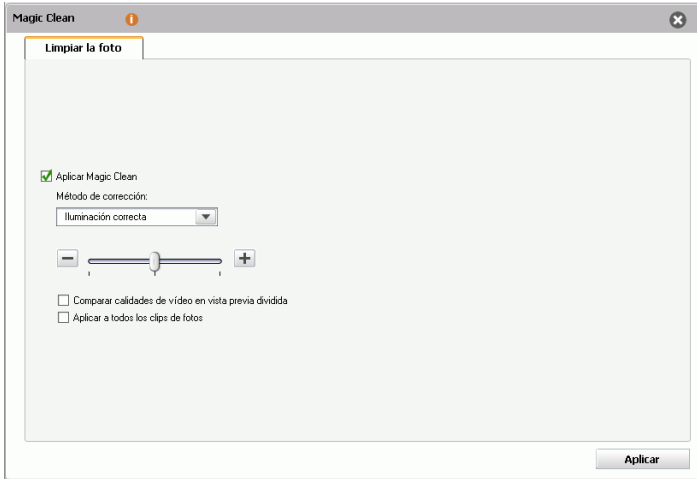 Magic Clean
Limpiar la foto
Aplicar Magic Clean
Método de corrección:
Iluminación correcta
Comparar calidades de vídeo en vista previa dividida
Aplicar a todos los clips de fotos
Aplicar